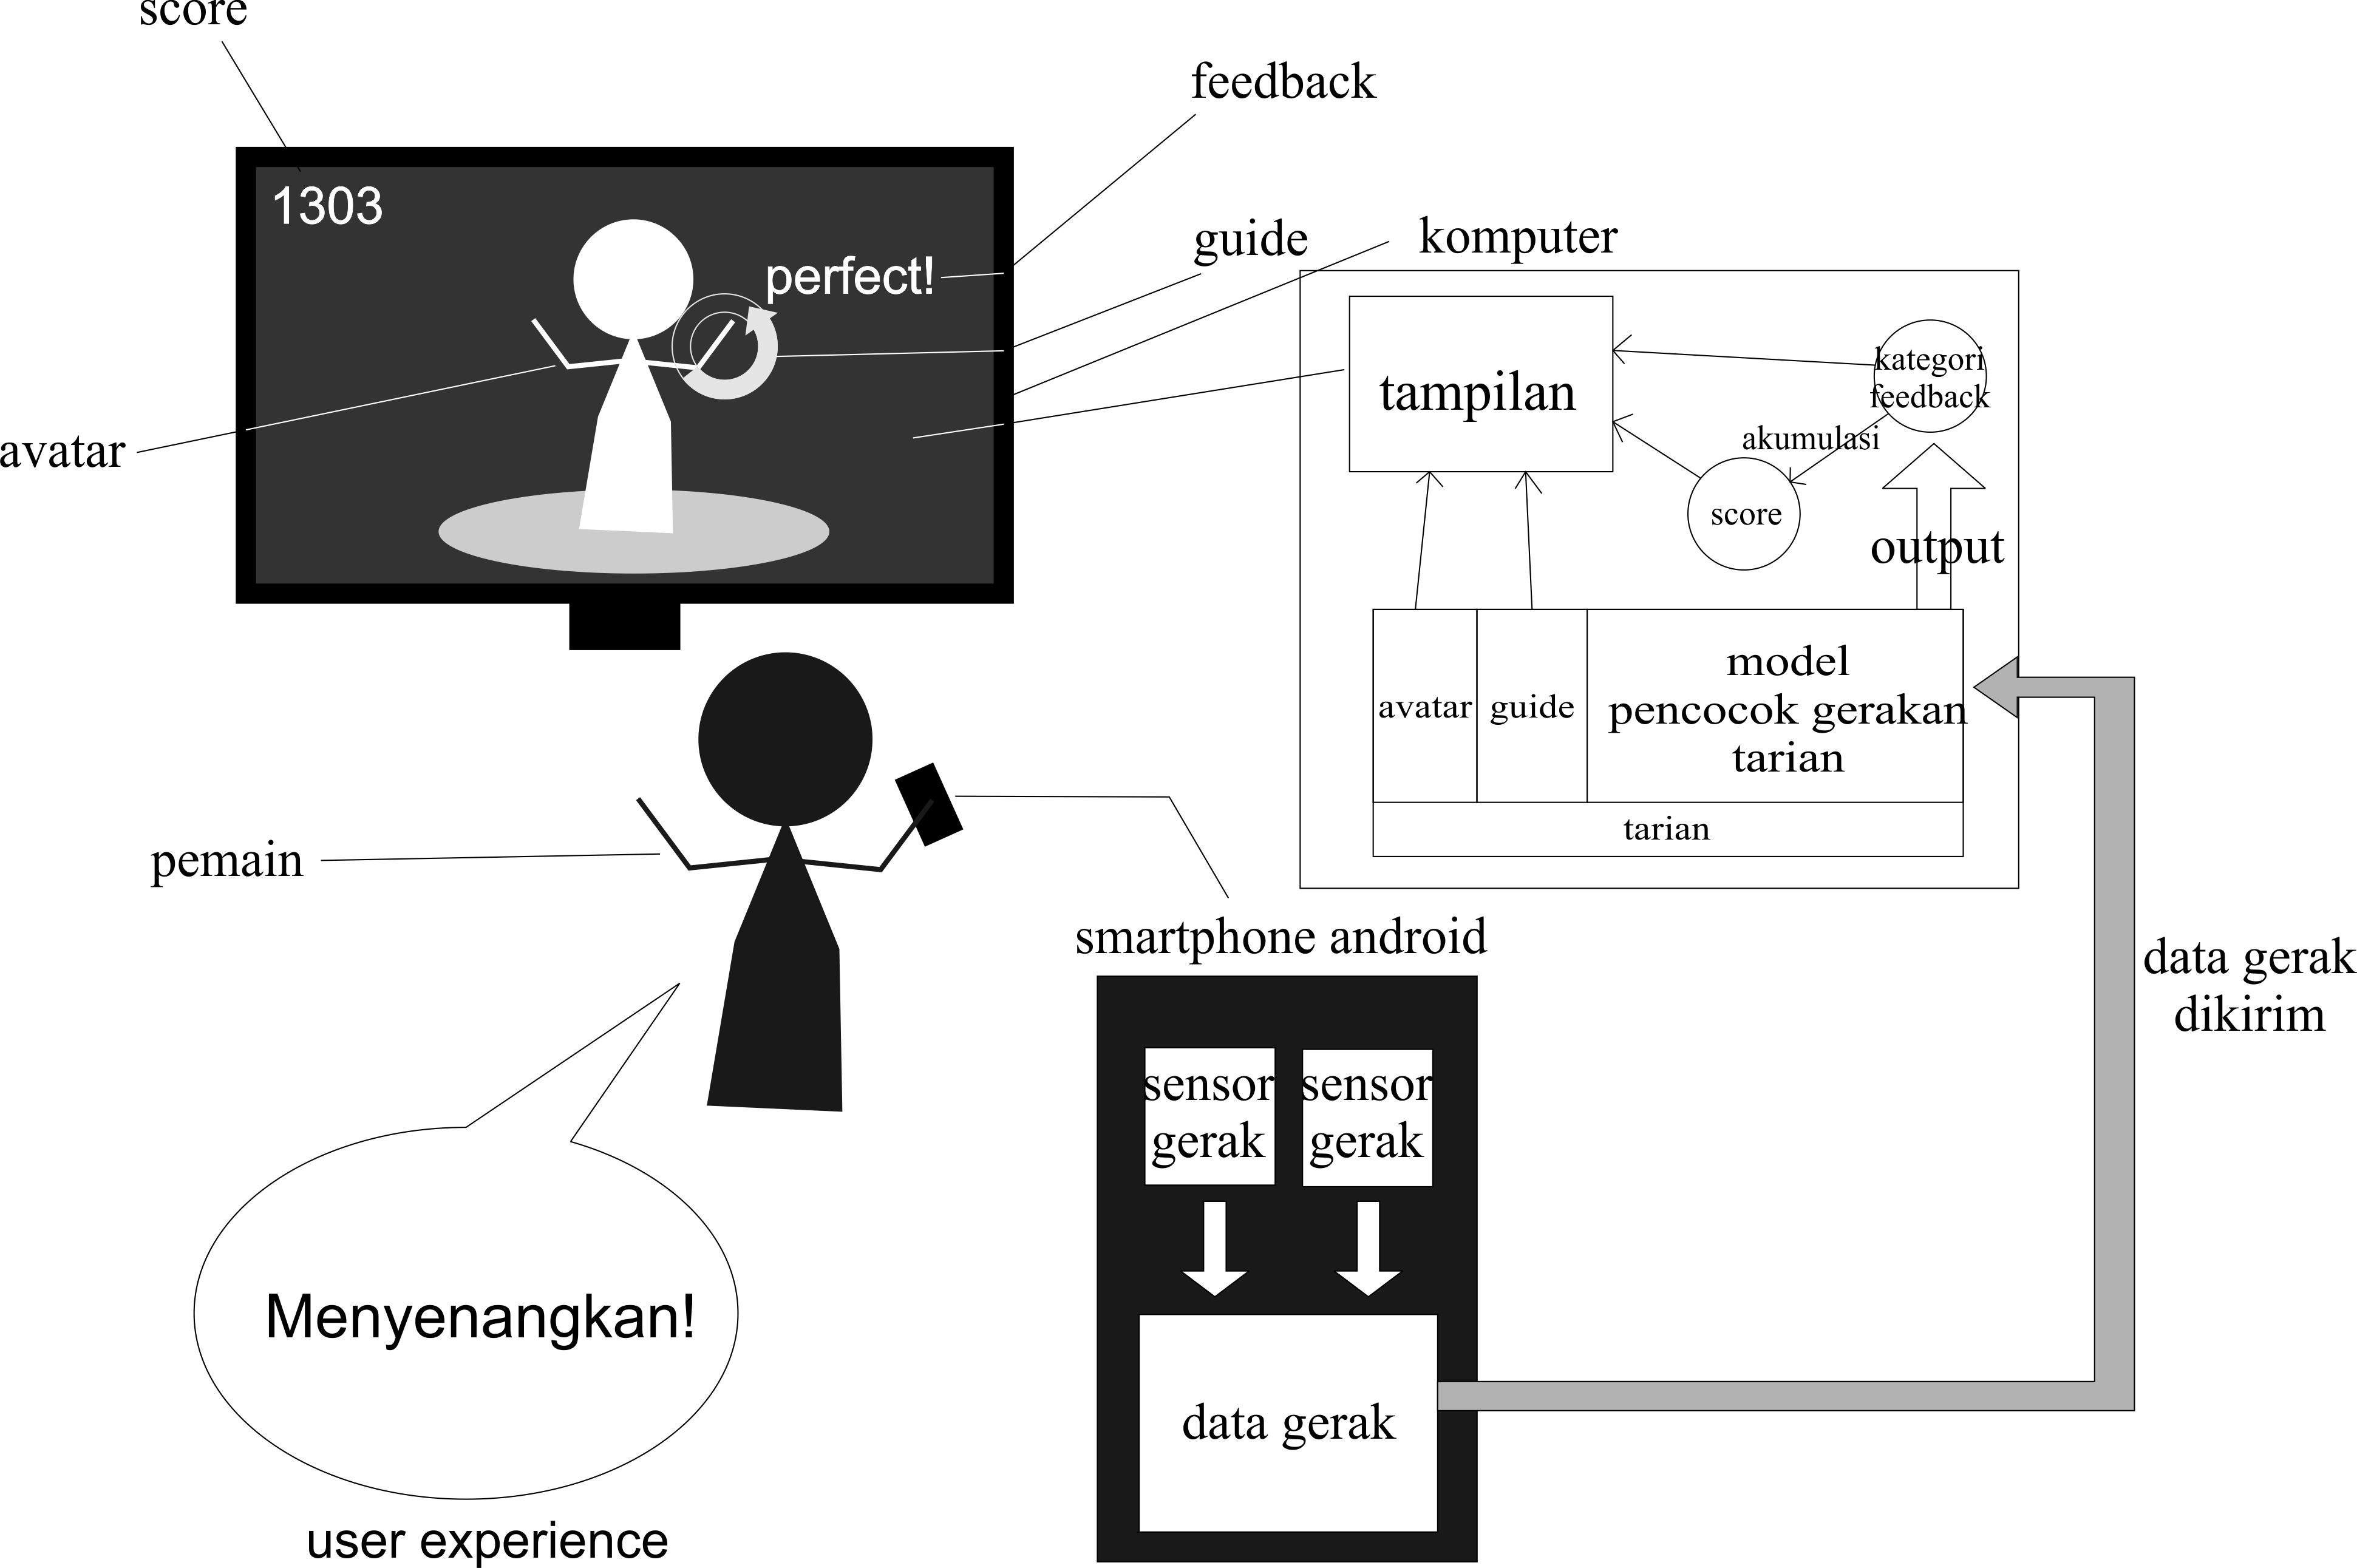 score
feedback
1303
guide
komputer
perfect!
avatar
tampilan
kategori
feedback
akumulasi
score
output
avatar
guide
model
pencocok gerakan
tarian
tarian
pemain
smartphone android
data gerak
dikirim
sensor
gerak
sensor
gerak
data gerak
Menyenangkan!
user experience